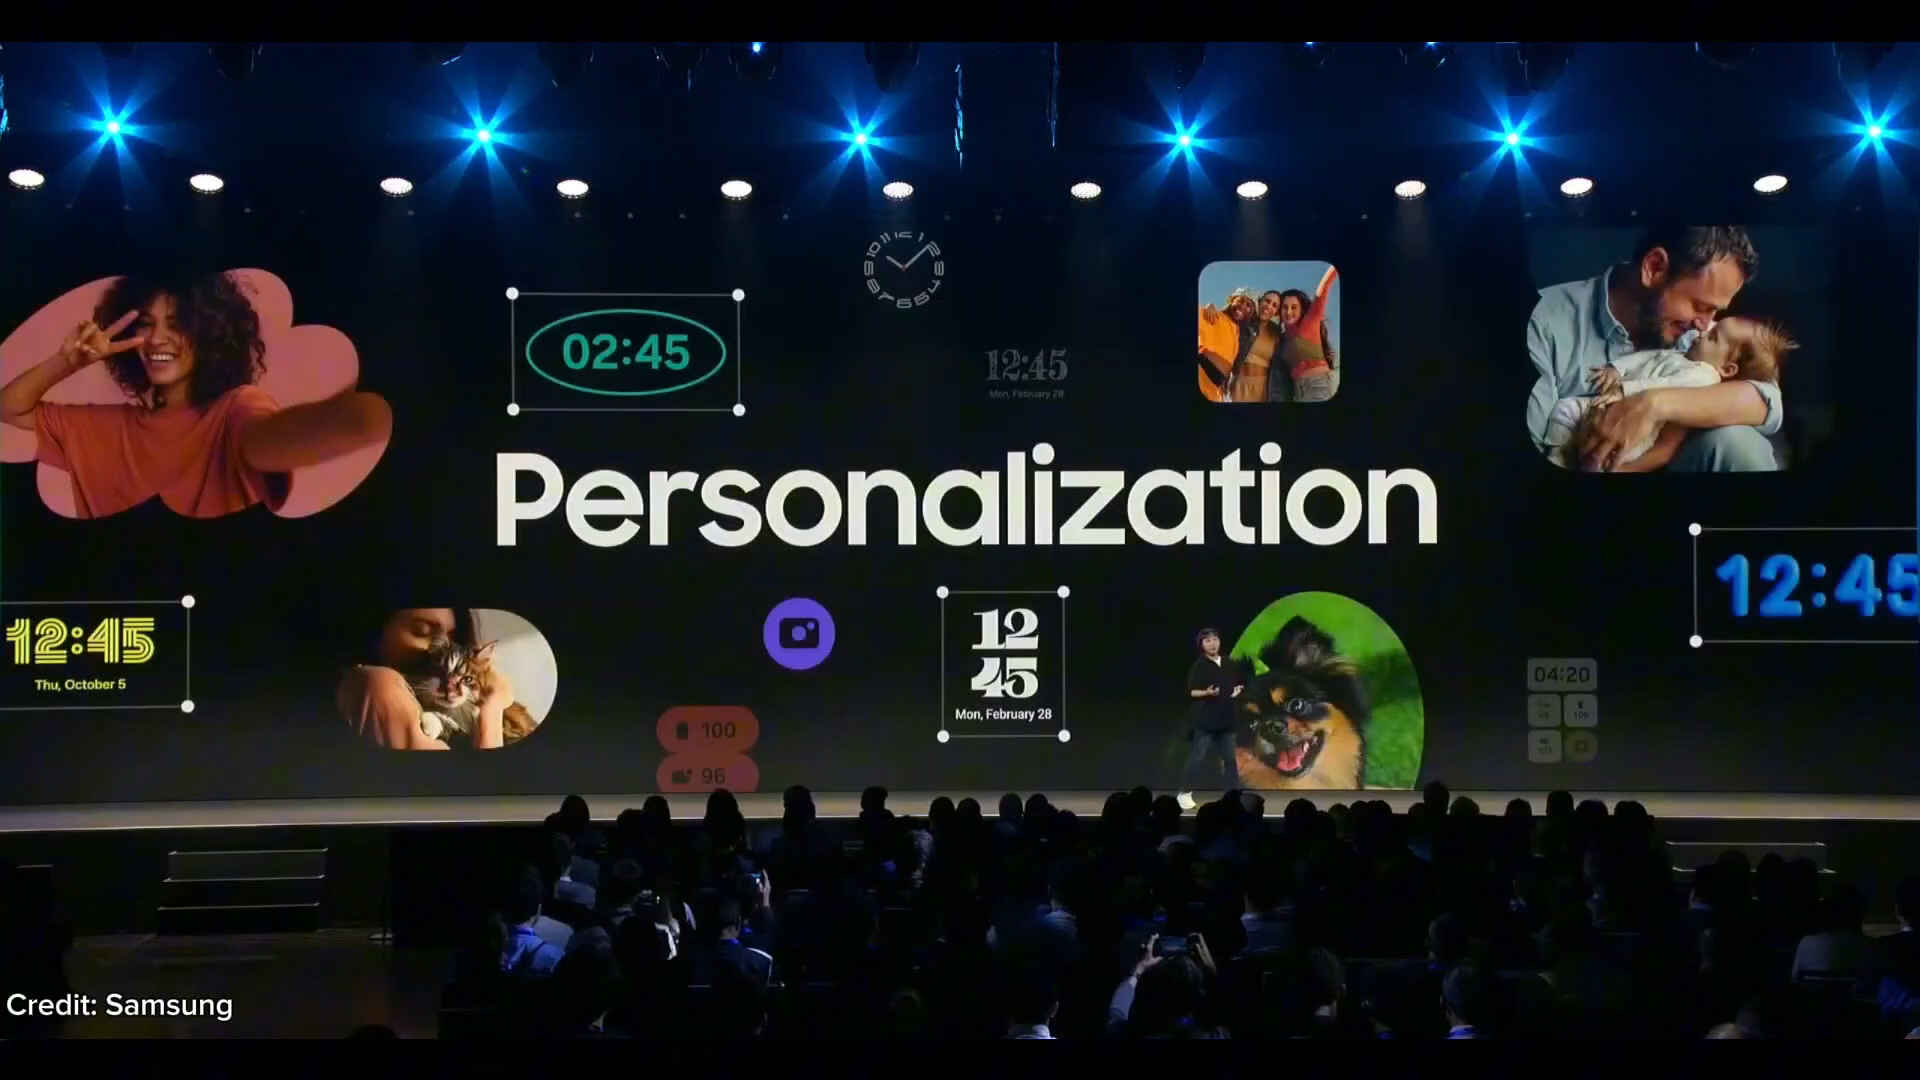 02:45
12:45
Mon, February 28
Personalization
12:45
12:45
Thu, October 5
12
45
Mon, February 28
04:20
100
96
Credit: Samsung